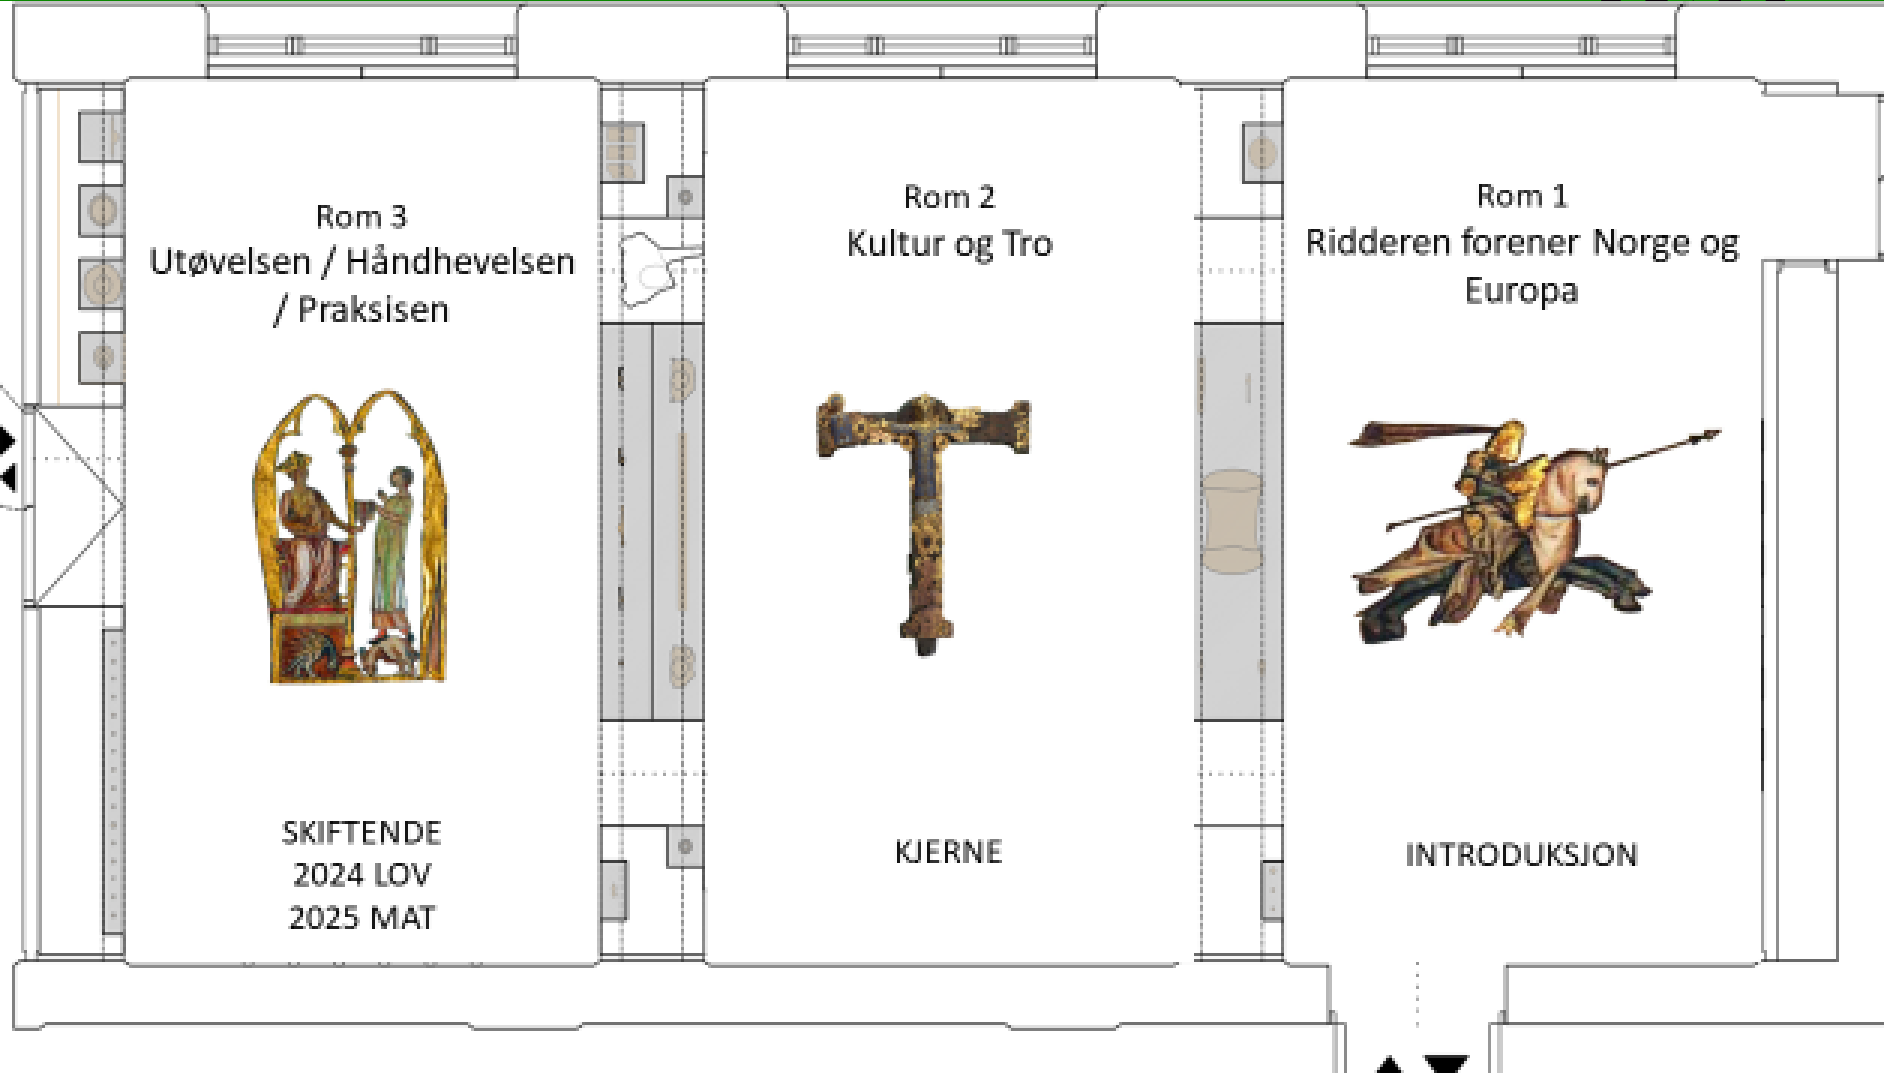 Rom 3
Utøvelsen / Håndhevelsen
/ Praksisen
SKIFTENDE
2024 LOV
2025 MAT
Rom 2
Kultur og Tro
KJERNE
Rom 1
Ridderen forener Norge og
Europa
INTRODUKSJON